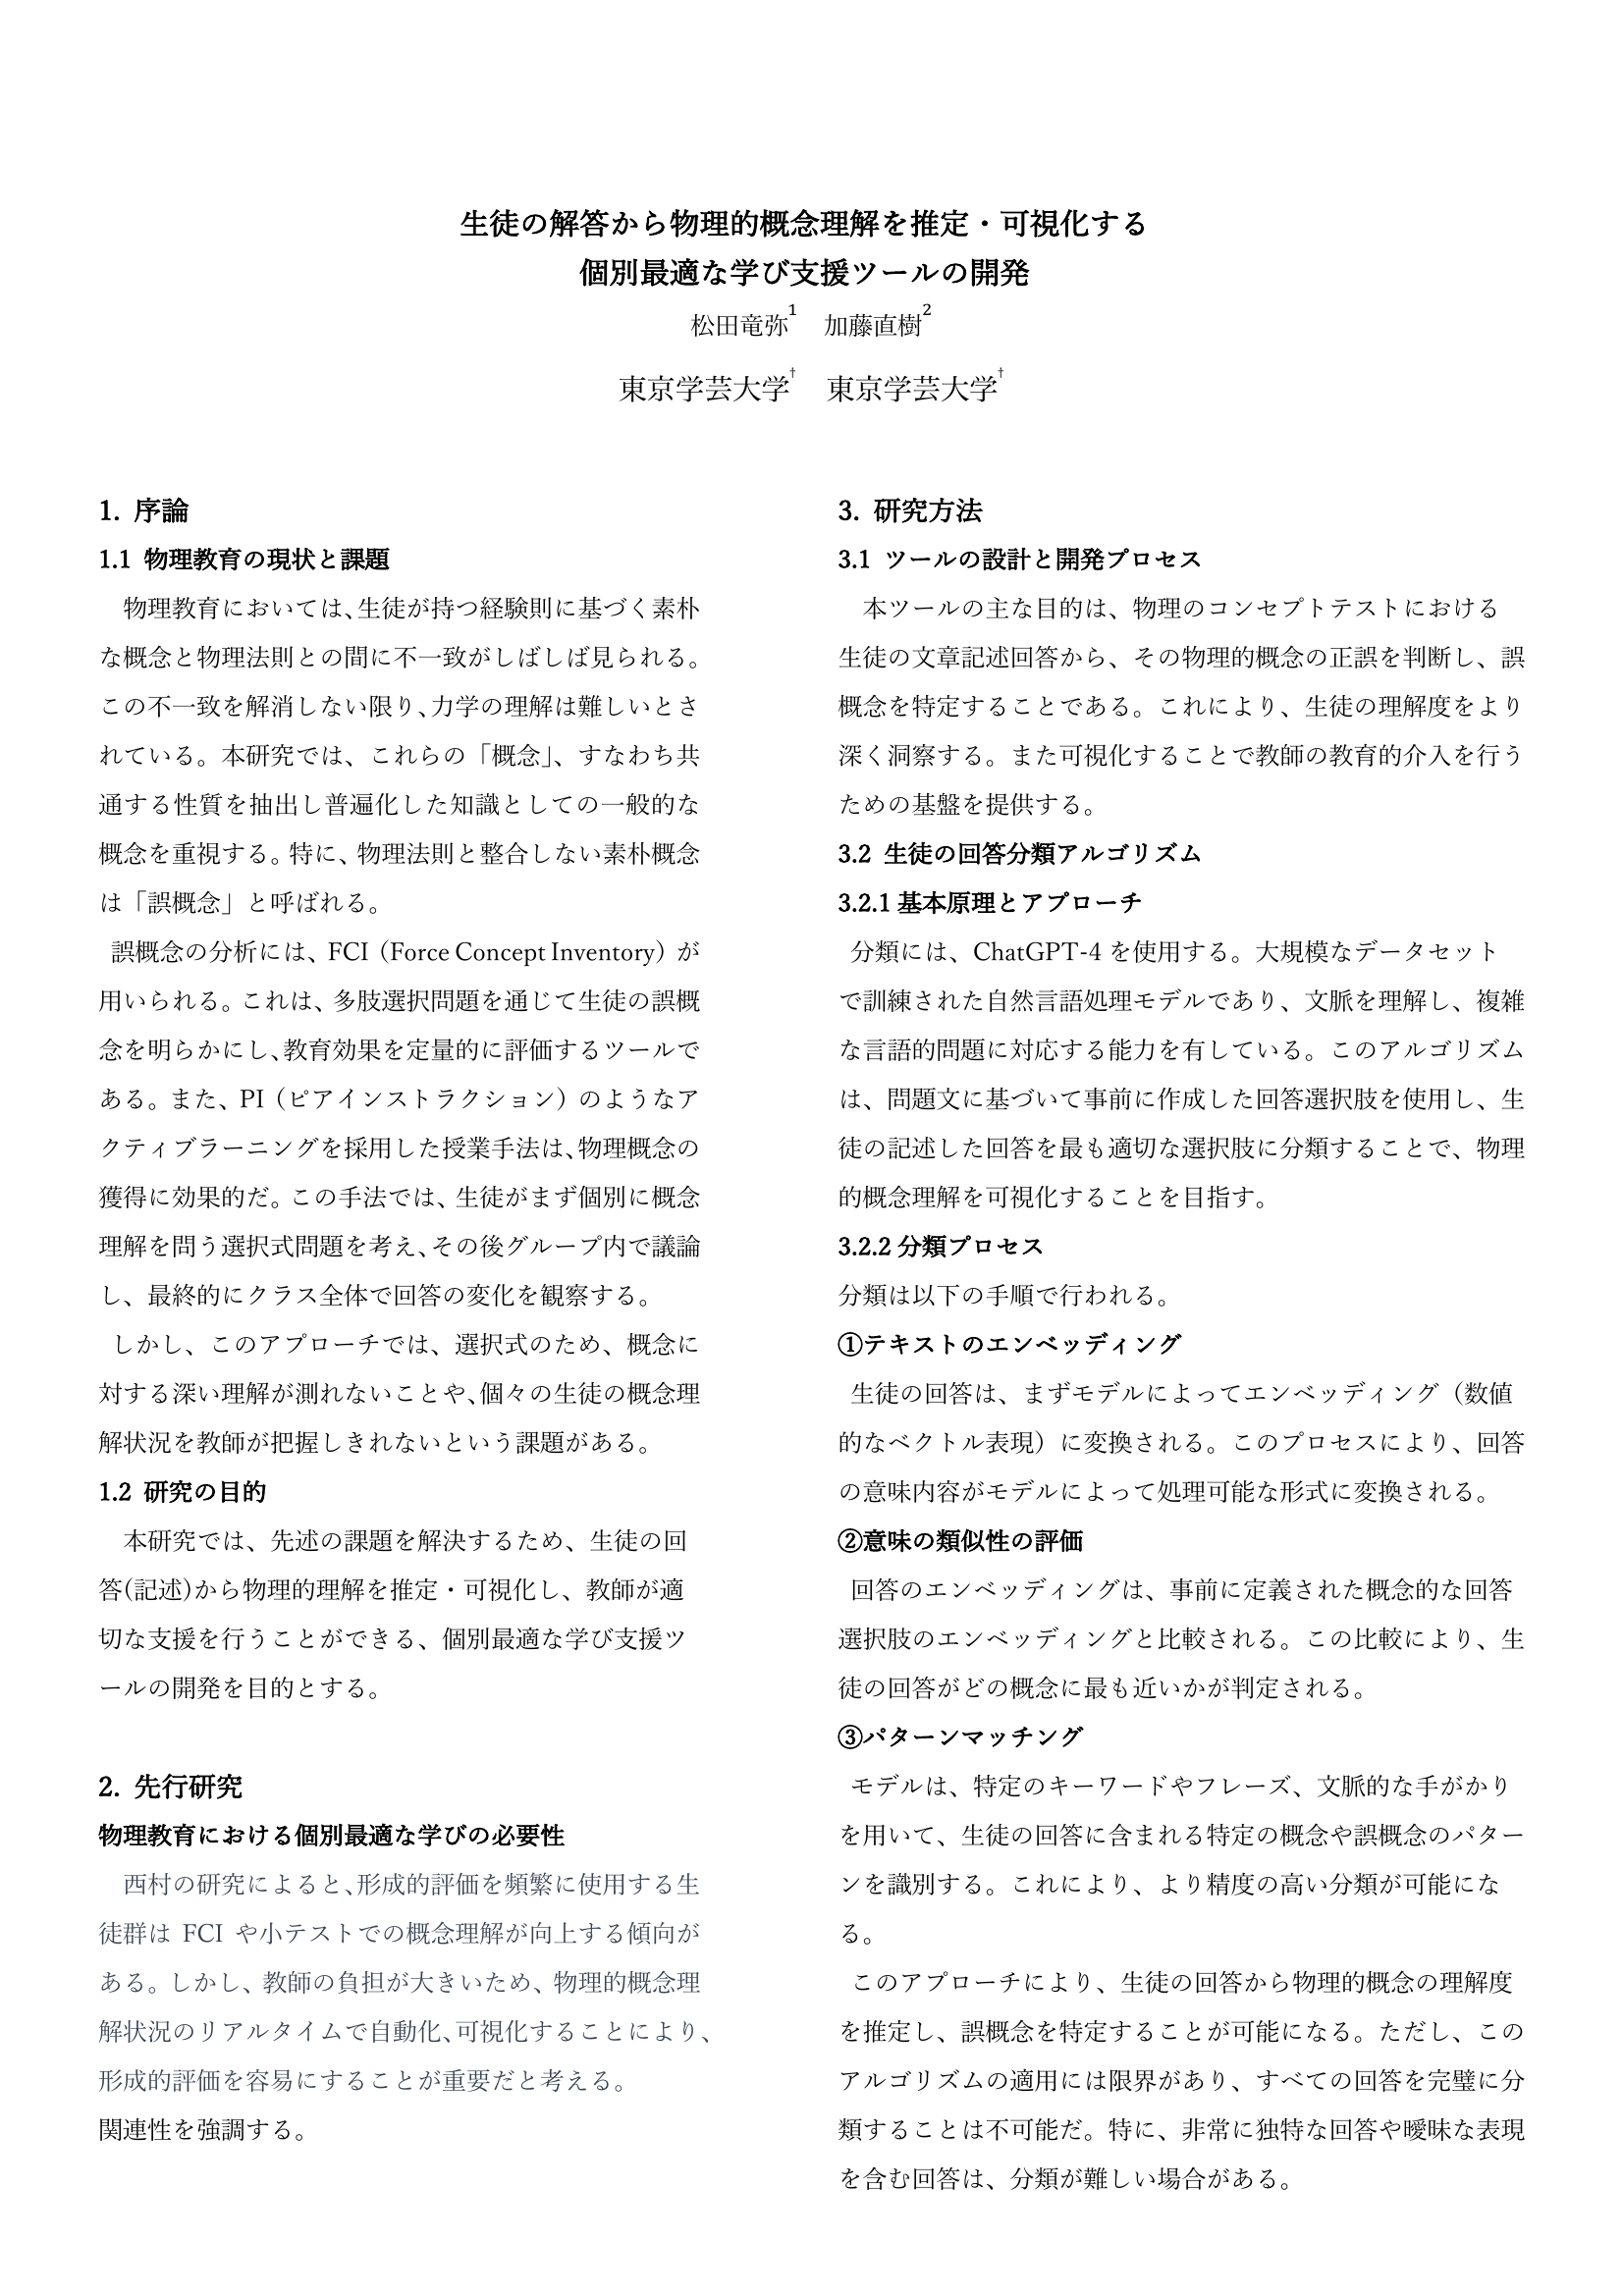 生徒の解答から物理的概念理解を推定・可視化する
個別最適な学び支援ツールの開発
松田竜弥1　加藤直樹2
東京学芸大学†　東京学芸大学†
1. 序論
1.1 物理教育の現状と課題
物理教育においては、生徒が持つ経験則に基づく素朴
な概念と物理法則との間に不一致がしばしば見られる。
この不一致を解消しない限り、力学の理解は難しいとさ
れている。本研究では、これらの「概念」、すなわち共
通する性質を抽出し普遍化した知識としての一般的な
概念を重視する。特に、物理法則と整合しない素朴概念
は「誤概念」と呼ばれる。
誤概念の分析には、FCI（Force Concept Inventory）が
用いられる。これは、多肢選択問題を通じて生徒の誤概
念を明らかにし、教育効果を定量的に評価するツールで
ある。また、PI（ピアインストラクション）のようなア
クティブラーニングを採用した授業手法は、物理概念の
獲得に効果的だ。この手法では、生徒がまず個別に概念
理解を問う選択式問題を考え、その後グループ内で議論
し、最終的にクラス全体で回答の変化を観察する。
しかし、このアプローチでは、選択式のため、概念に
対する深い理解が測れないことや、個々の生徒の概念理
解状況を教師が把握しきれないという課題がある。
1.2 研究の目的
本研究では、先述の課題を解決するため、生徒の回
答(記述)から物理的理解を推定・可視化し、教師が適
切な支援を行うことができる、個別最適な学び支援ツ
ールの開発を目的とする。
2. 先行研究
物理教育における個別最適な学びの必要性
西村の研究によると、形成的評価を頻繁に使用する生
徒群は FCI や小テストでの概念理解が向上する傾向が
ある。しかし、教師の負担が大きいため、物理的概念理
解状況のリアルタイムで自動化、可視化することにより、
形成的評価を容易にすることが重要だと考える。
関連性を強調する。
3. 研究方法
3.1 ツールの設計と開発プロセス
本ツールの主な目的は、物理のコンセプトテストにおける
生徒の文章記述回答から、その物理的概念の正誤を判断し、誤
概念を特定することである。これにより、生徒の理解度をより
深く洞察する。また可視化することで教師の教育的介入を行う
ための基盤を提供する。
3.2 生徒の回答分類アルゴリズム
3.2.1 基本原理とアプローチ
分類には、ChatGPT-4 を使用する。大規模なデータセット
で訓練された自然言語処理モデルであり、文脈を理解し、複雑
な言語的問題に対応する能力を有している。このアルゴリズム
は、問題文に基づいて事前に作成した回答選択肢を使用し、生
徒の記述した回答を最も適切な選択肢に分類することで、物理
的概念理解を可視化することを目指す。
3.2.2 分類プロセス
分類は以下の手順で行われる。
①テキストのエンベッディング
生徒の回答は、まずモデルによってエンベッディング（数値
的なベクトル表現）に変換される。このプロセスにより、回答
の意味内容がモデルによって処理可能な形式に変換される。
②意味の類似性の評価
回答のエンベッディングは、事前に定義された概念的な回答
選択肢のエンベッディングと比較される。この比較により、生
徒の回答がどの概念に最も近いかが判定される。
③パターンマッチング
モデルは、特定のキーワードやフレーズ、文脈的な手がかり
を用いて、生徒の回答に含まれる特定の概念や誤概念のパター
ンを識別する。これにより、より精度の高い分類が可能にな
る。
このアプローチにより、生徒の回答から物理的概念の理解度
を推定し、誤概念を特定することが可能になる。ただし、この
アルゴリズムの適用には限界があり、すべての回答を完璧に分
類することは不可能だ。特に、非常に独特な回答や曖昧な表現
を含む回答は、分類が難しい場合がある。